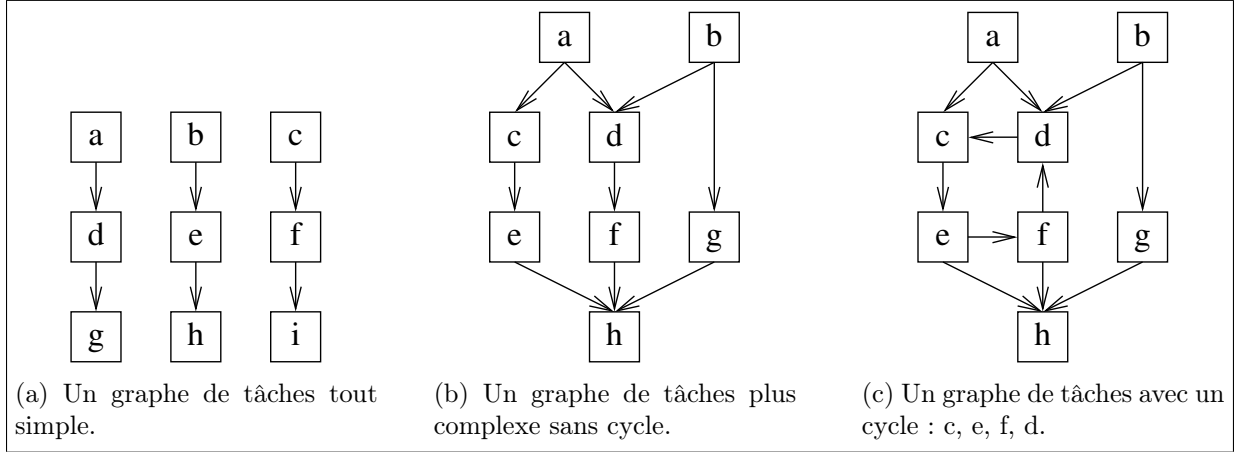 a
b
c
d
e
f
g
h
i
(a) Un graphe de tâches tout
simple.
a
b
c
d
e
f
g
h
(b) Un graphe de tâches plus
complexe sans cycle.
a
b
c
d
e
f
g
h
(c) Un graphe de tâches avec un
cycle : c, e, f, d.